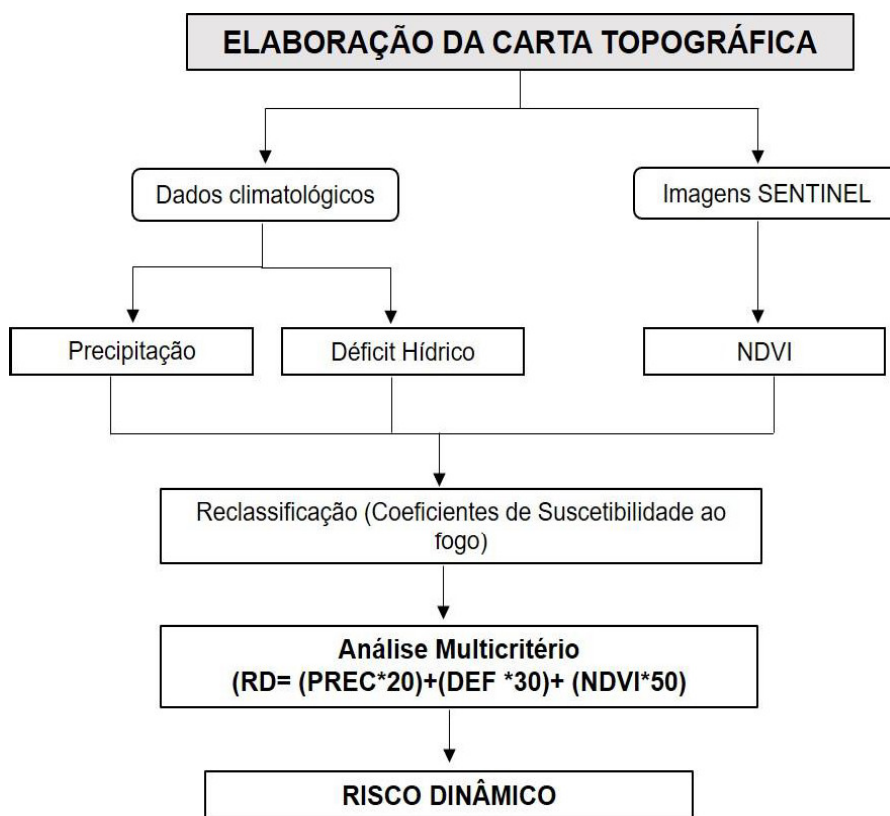 ELABORAÇÃO DA CARTA TOPOGRÁFICA
Dados climatológicos
Imagens SENTINEL
Precipitação
Déficit Hídrico
NDVI
Reclassificação (Coeficientes de Suscetibilidade ao
fogo)
Análise Multicritério
(RD= (PREC*20)+(DEF *30)+ (NDVI*50)
RISCO DINÂMICO